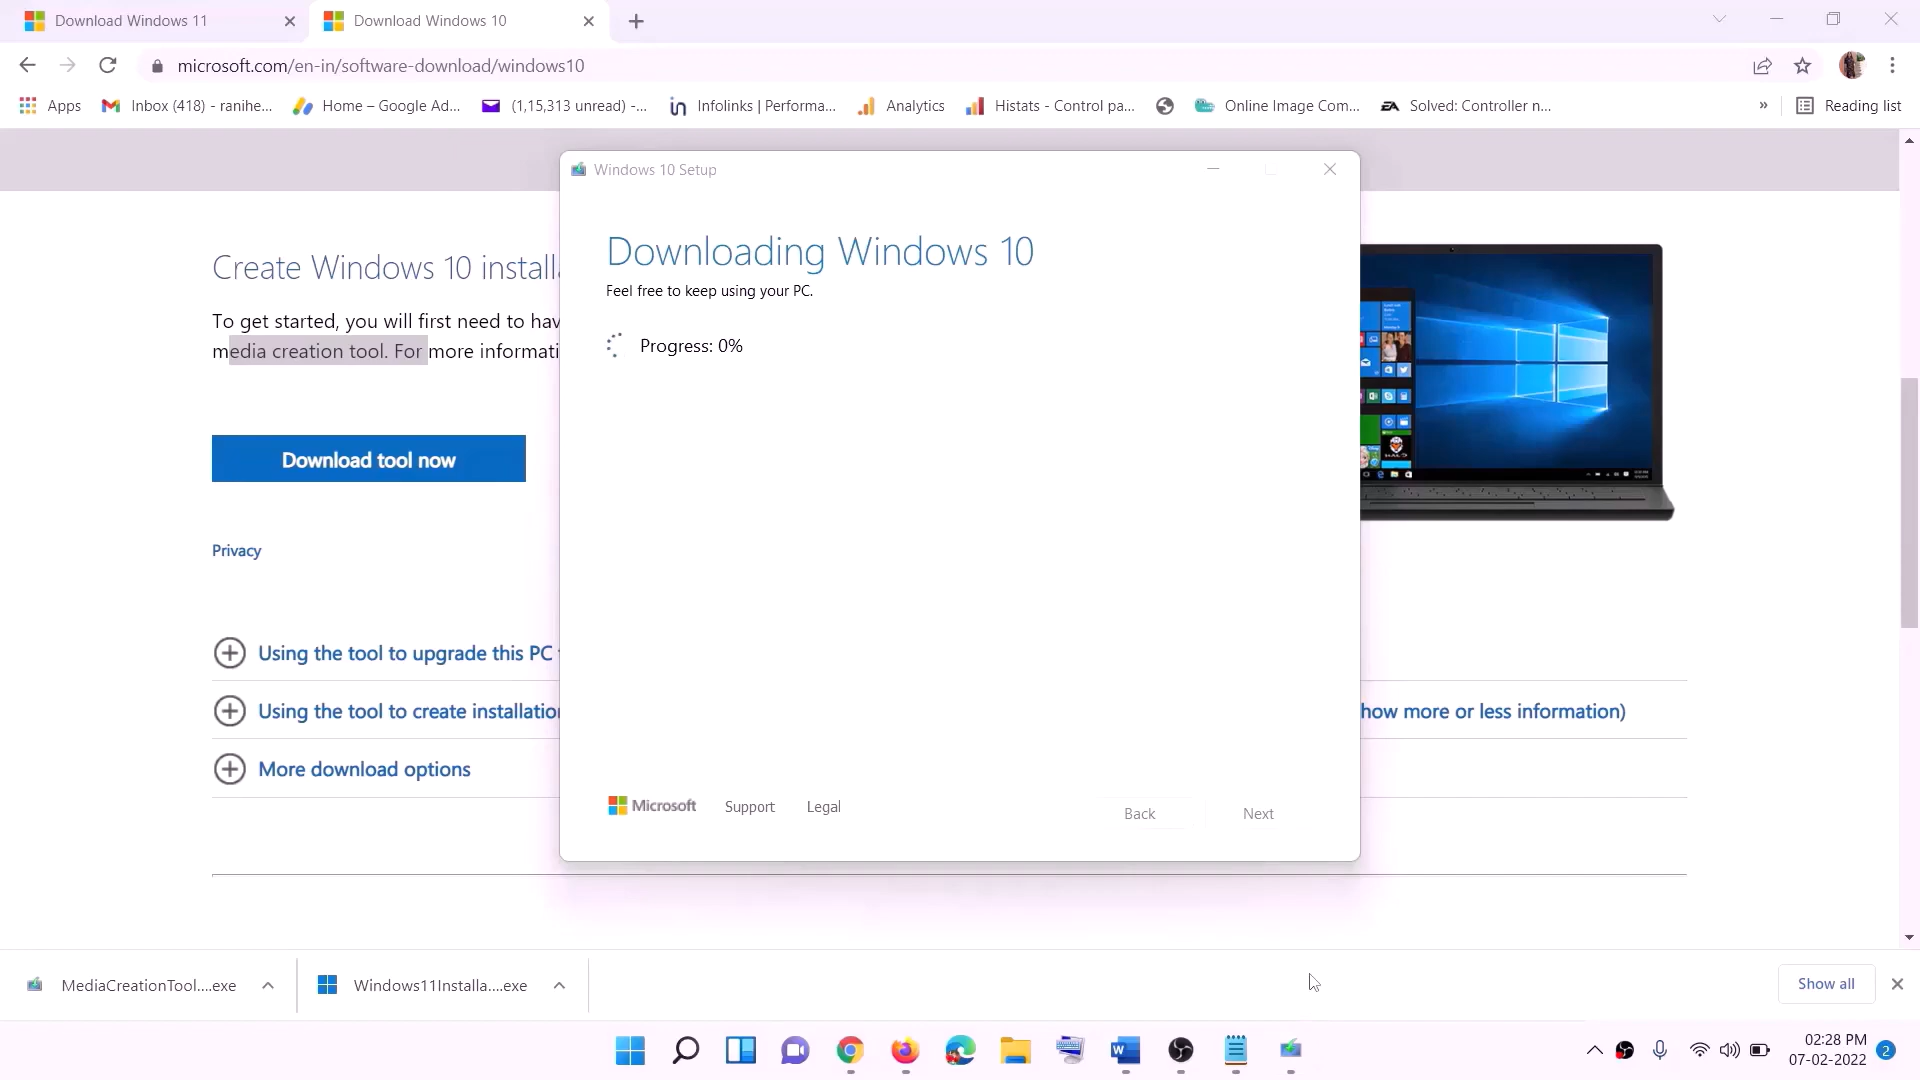 Download Windows 11
Download Windows 10
microsoft.com/en-in/software-download/windows10
Apps
Inbox (418) - ranihe...
Home – Google Ad...
(1,15,313 unread) -...
Infolinks | Performa...
Analytics
Histats - Control pa...
Online Image Com...
Solved: Controller n...
»
Reading list
Windows 10 Setup
Downloading Windows 10
Feel free to keep using your PC.
Progress: 0%
Create Windows 10 install
To get started, you will first need to hav
media creation tool. For more informati
Download tool now
Privacy
Using the tool to upgrade this PC
Using the tool to create installation
how more or less information)
More download options
Microsoft
Support
Legal
Back
Next
MediaCreationTool....exe
Windows11Installa....exe
Show all
02:28 PM
07-02-2022
2